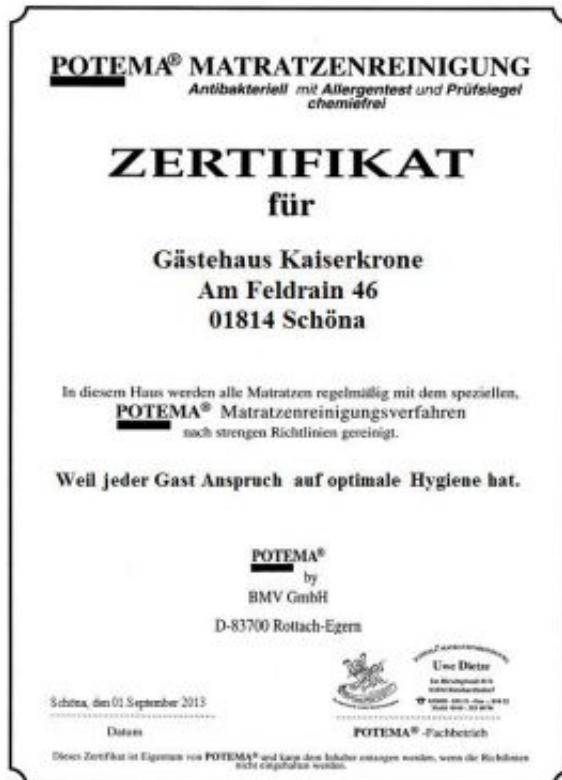 POTEMA® MATRATZENREINIGUNG
Antibakteriell mit Allergentest und Prüfsiegel
chemiefrei
ZERTIFIKAT
für
Gästehaus Kaiserkrone
Am Feldrain 46
01814 Schöna
In diesem Haus werden alle Matratzen regelmäßig mit dem speziellen,
POTEMA® Matratzenreinigungsverfahren
nach strengen Richtlinien gereinigt.
Weil jeder Gast Anspruch auf optimale Hygiene hat.
POTEMA®
by
BMV GmbH
D-83700 Rottach-Egern
Uwe Dietze
Schöna, den 01.September 2013
Datum
POTEMA® -Fachbetrieb
Dieses Zertifikat ist Eigentum von POTEMA® und kann dem Inhaber entzogen werden, wenn die Richtlinien
nicht eingehalten werden.